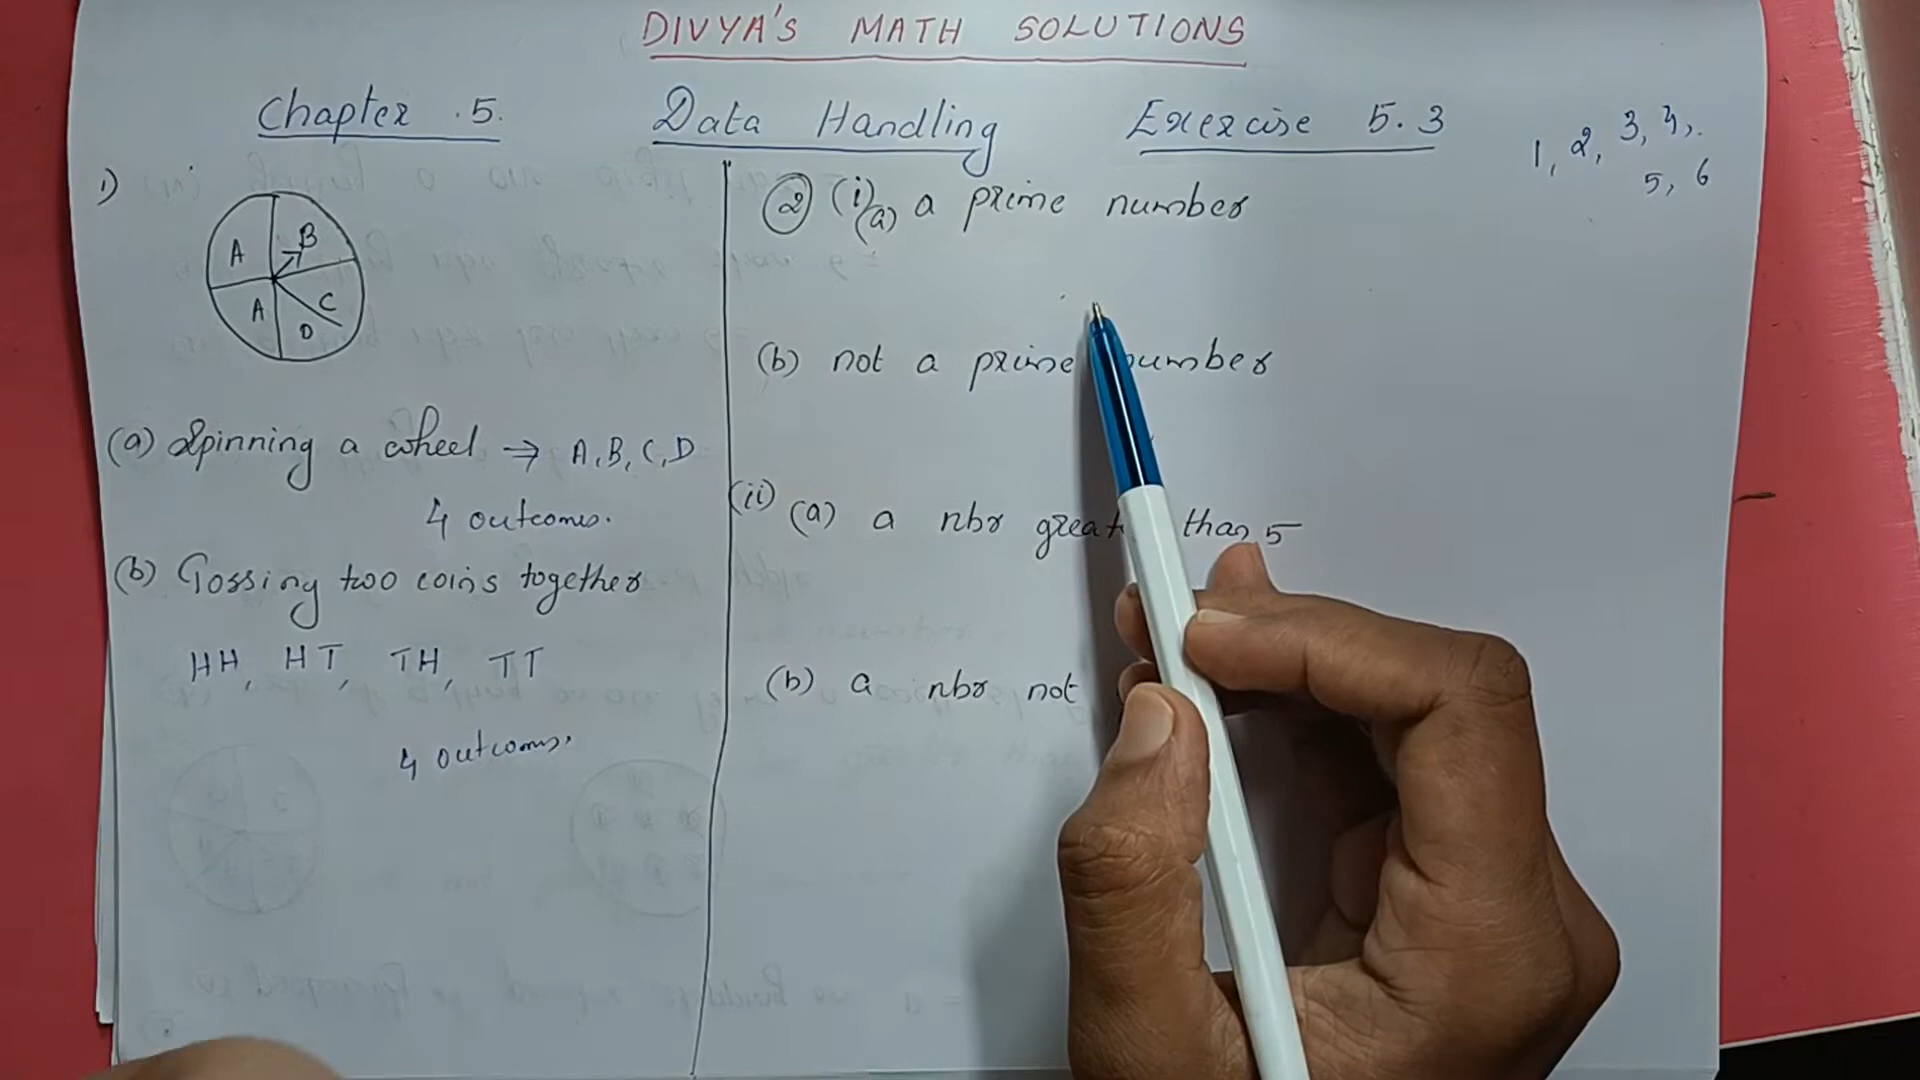 DIVYA'S MATH SOLUTIONS
Chapter .5. Data Handling Exercise 5.3
1, 2, 3, 4,.
5, 6
1)
A B
A C
D
(a) Spinning a wheel → A, B, C, D
4 outcomes.
(b) Tossing two coins together
HH, HT, TH, TT
4 outcoms.
2 (i) (a) a prime number
(b) not a prime number
(ii) (a) a nbr great than 5
(b) a nbr not